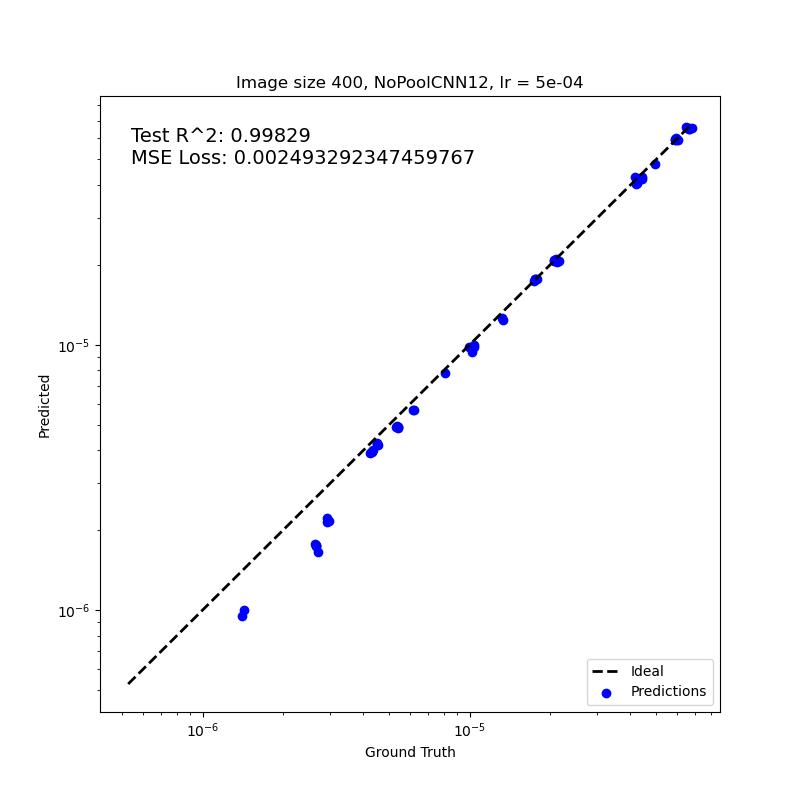 Image size 400, NoPoolCNN12, lr = 5e-04
Test R^2: 0.99829
MSE Loss: 0.002493292347459767
10⁻⁵
10⁻⁶
Predicted
Ideal
Predictions
10⁻⁶
10⁻⁵
Ground Truth